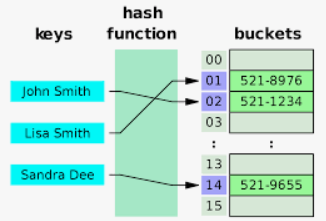 hash
keys function buckets
00
John Smith 01 521-8976
02 521-1234
Lisa Smith 03
: :
13
Sandra Dee 14 521-9655
15